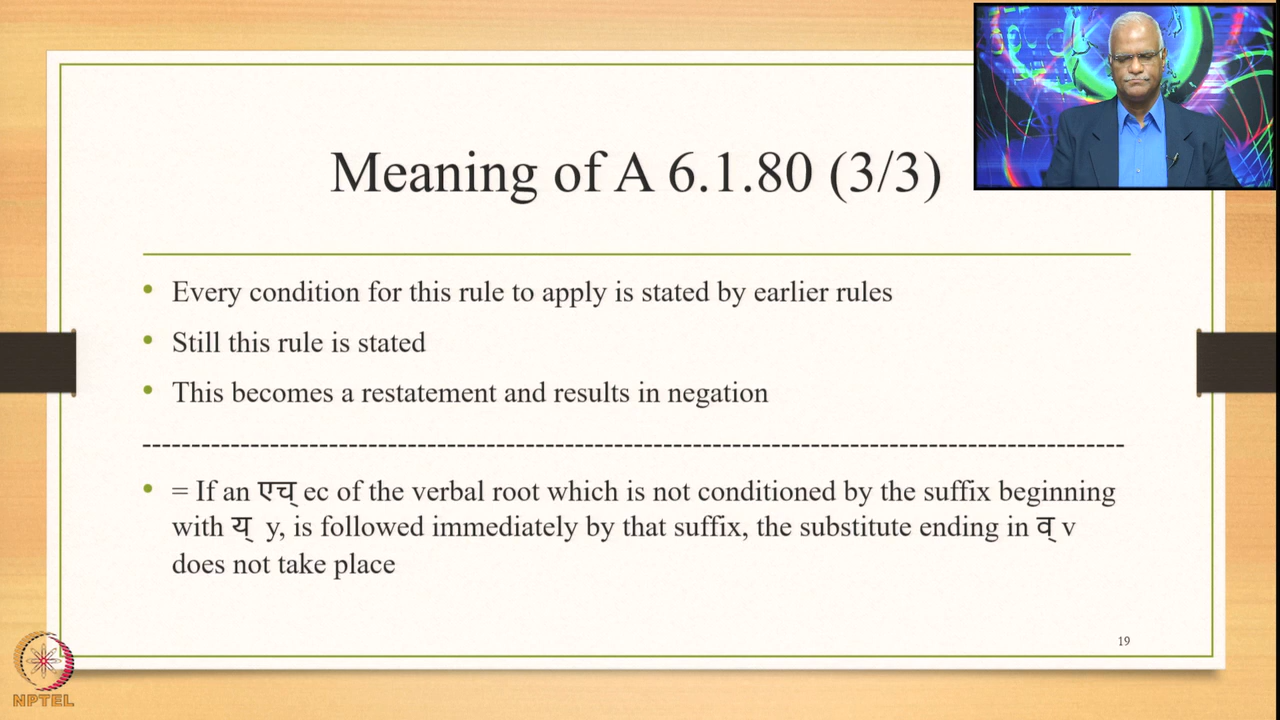 Meaning of A 6.1.80 (3/3)
• Every condition for this rule to apply is stated by earlier rules
• Still this rule is stated
• This becomes a restatement and results in negation
--------------------------------------------------------------------------------------------------
• = If an एच् ec of the verbal root which is not conditioned by the suffix beginning
with य् y, is followed immediately by that suffix, the substitute ending in व् v
does not take place
19
NPTEL